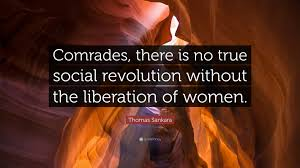 Comrades, there is no true
social revolution without
the liberation of women.
Thomas Sankara